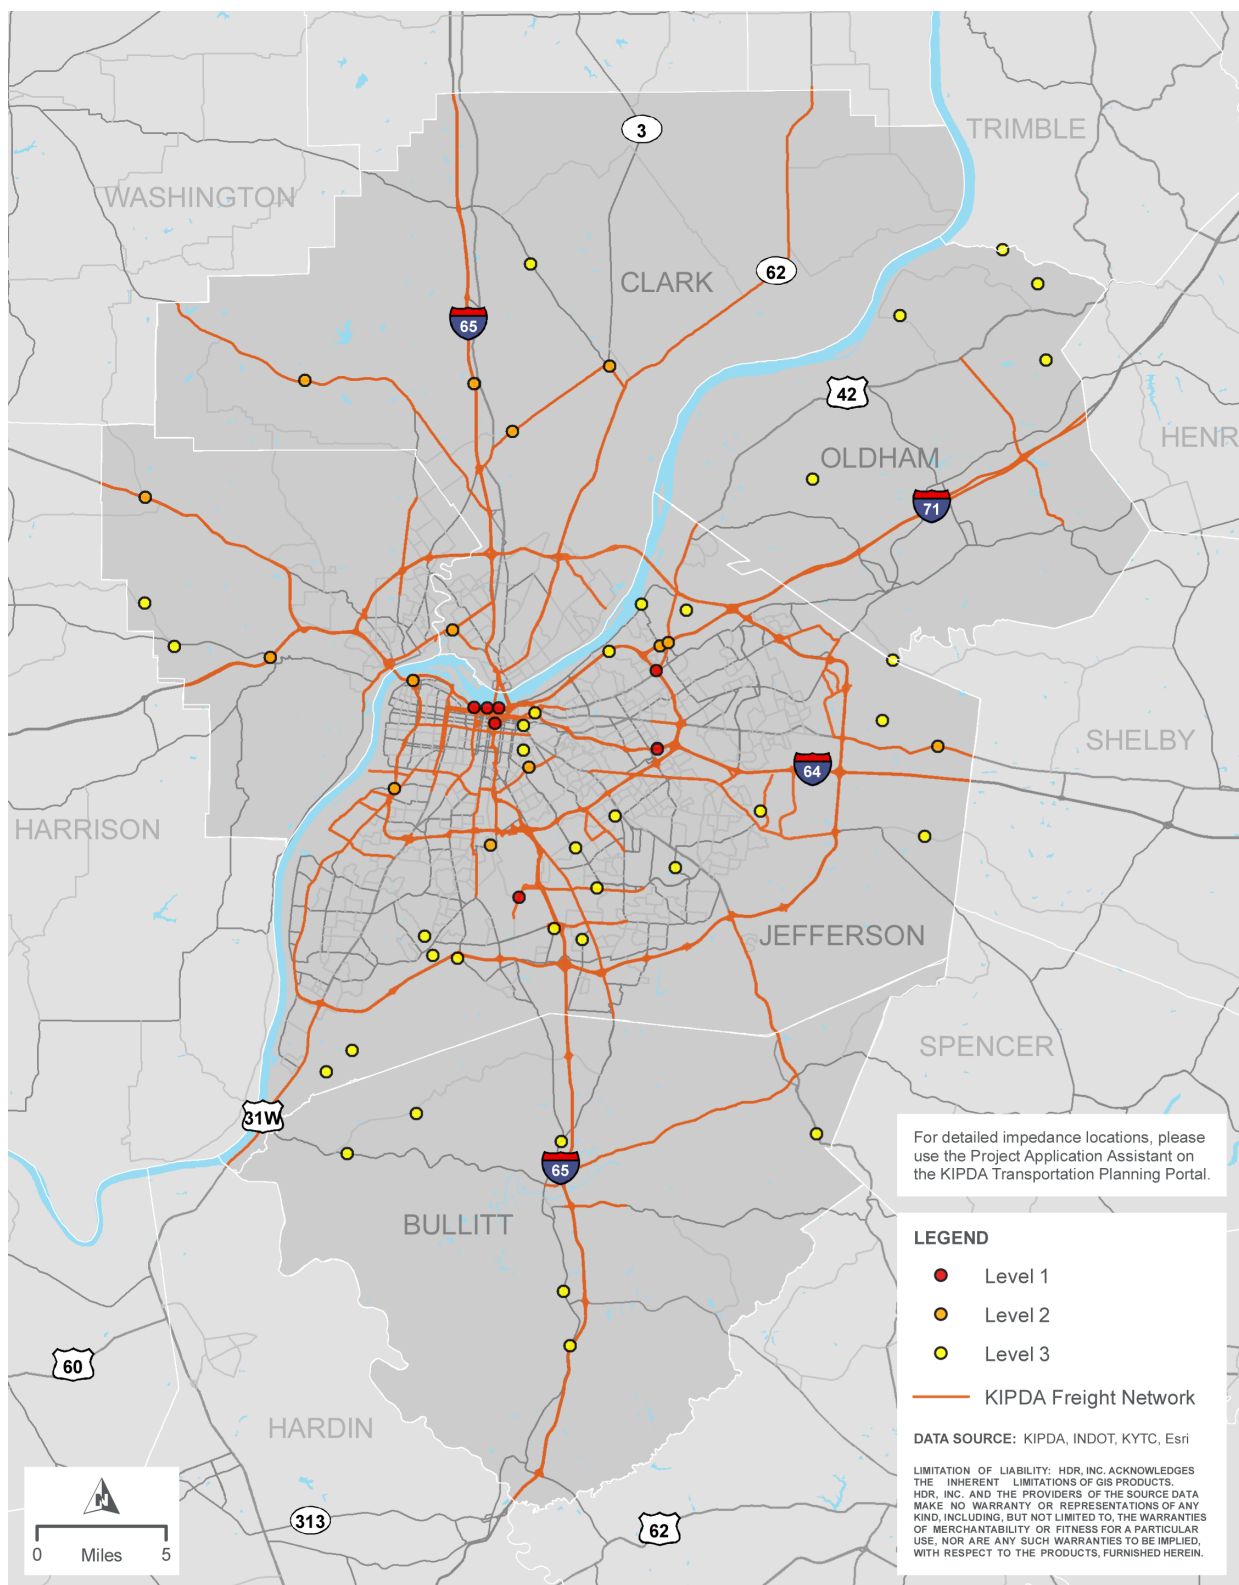 TRIMBLE
3
WASHINGTON
62
CLARK
65
42
HENR
OLDHAM
71
SHELBY
64
HARRISON
JEFFERSON
SPENCER
31W
For detailed impedance locations, please
use the Project Application Assistant on
the KIPDA Transportation Planning Portal.
65
BULLITT
LEGEND
Level 1
Level 2
Level 3
KIPDA Freight Network
60
HARDIN
DATA SOURCE: KIPDA, INDOT, KYTC, Esri
LIMITATION OF LIABILITY: HDR, INC. ACKNOWLEDGES
THE INHERENT LIMITATIONS OF GIS PRODUCTS.
HDR, INC. AND THE PROVIDERS OF THE SOURCE DATA
MAKE NO WARRANTY OR REPRESENTATIONS OF ANY
KIND, INCLUDING, BUT NOT LIMITED TO, THE WARRANTIES
OF MERCHANTABILITY OR FITNESS FOR A PARTICULAR
USE, NOR ARE ANY SUCH WARRANTIES TO BE IMPLIED,
WITH RESPECT TO THE PRODUCTS, FURNISHED HEREIN.
N
313
62
0 Miles 5